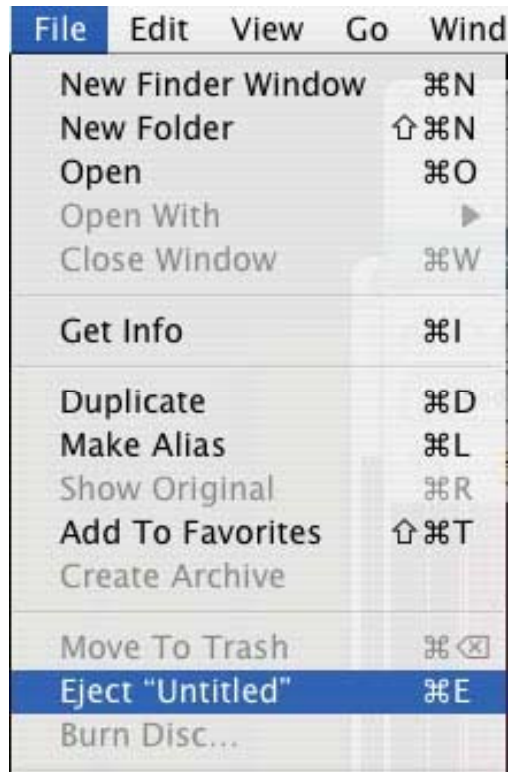 File Edit View Go Wind
New Finder Window ⌘N
New Folder ⇧⌘N
Open ⌘O
Open With ▶
Close Window ⌘W
Get Info ⌘I
Duplicate ⌘D
Make Alias ⌘L
Show Original ⌘R
Add To Favorites ⇧⌘T
Create Archive
Move To Trash ⌘⌫
Eject “Untitled” ⌘E
Burn Disc...